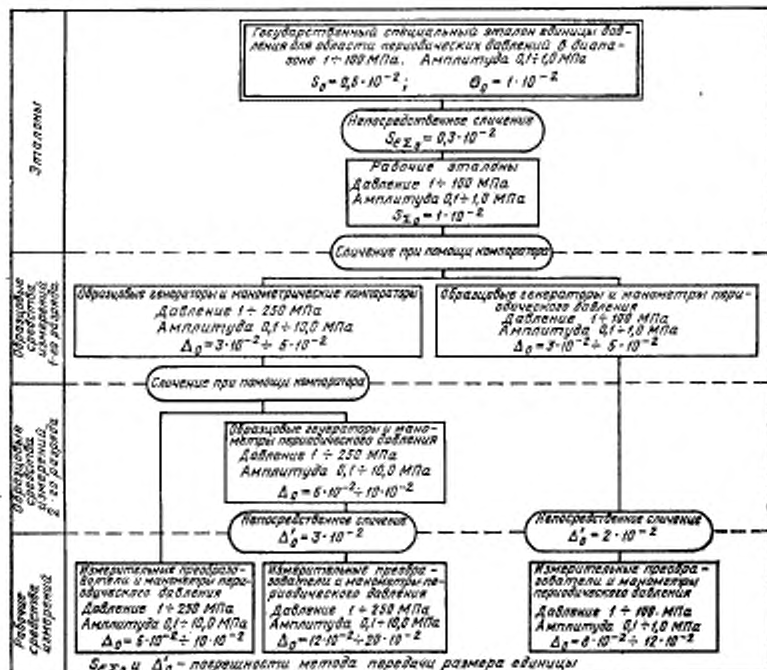 Государственный специальный эталон единицы дав-
ления для области периодических давлений в диапа-
зоне 1÷100 МПа. Амплитуда 0,1÷1,0 МПа
S₀=0,5·10⁻²; Θ₀=1·10⁻²
Эталоны
Непосредственное сличение
S_ΣΣ₀=0,3·10⁻²
Рабочие эталоны
Давление 1÷100 МПа
Амплитуда 0,1÷1,0 МПа
S_Σ₀=1·10⁻²
Сличение при помощи компаратора
Образцовые
средства
измерений
1-го разряда
Образцовые генераторы и манометрические компараторы
Давление 1÷250 МПа
Амплитуда 0,1÷10,0 МПа
Δ₀=3·10⁻²÷5·10⁻²
Образцовые генераторы и манометры пери-
одического давления
Давление 1÷100 МПа
Амплитуда 0,1÷1,0 МПа
Δ₀=3·10⁻²÷5·10⁻²
Сличение при помощи компаратора
Образцовые
средства
измерений
2-го разряда
Образцовые генераторы и мано-
метры периодического давления
Давление 1÷250 МПа
Амплитуда 0,1÷10,0 МПа
Δ₀=6·10⁻²÷10·10⁻²
Непосредственное сличение
Δ'₀=3·10⁻²
Непосредственное сличение
Δ'₀=2·10⁻²
Рабочие
средства
измерений
Измерительные преобразо-
ватели и манометры пери-
одического давления
Давление 1÷250 МПа
Амплитуда 0,1÷10,0 МПа
Δ₀=6·10⁻²÷10·10⁻²
Измерительные преобра-
зователи и манометры пе-
риодического давления
Давление 1÷250 МПа
Амплитуда 0,1÷10,0 МПа
Δ₀=12·10⁻²÷20·10⁻²
Измерительные преобра-
зователи и манометры
периодического давления
Давление 1÷100 МПа
Амплитуда 0,1÷1,0 МПа
Δ₀=8·10⁻²÷12·10⁻²
и Δ'₀ – погрешности метода передачи размера единицы